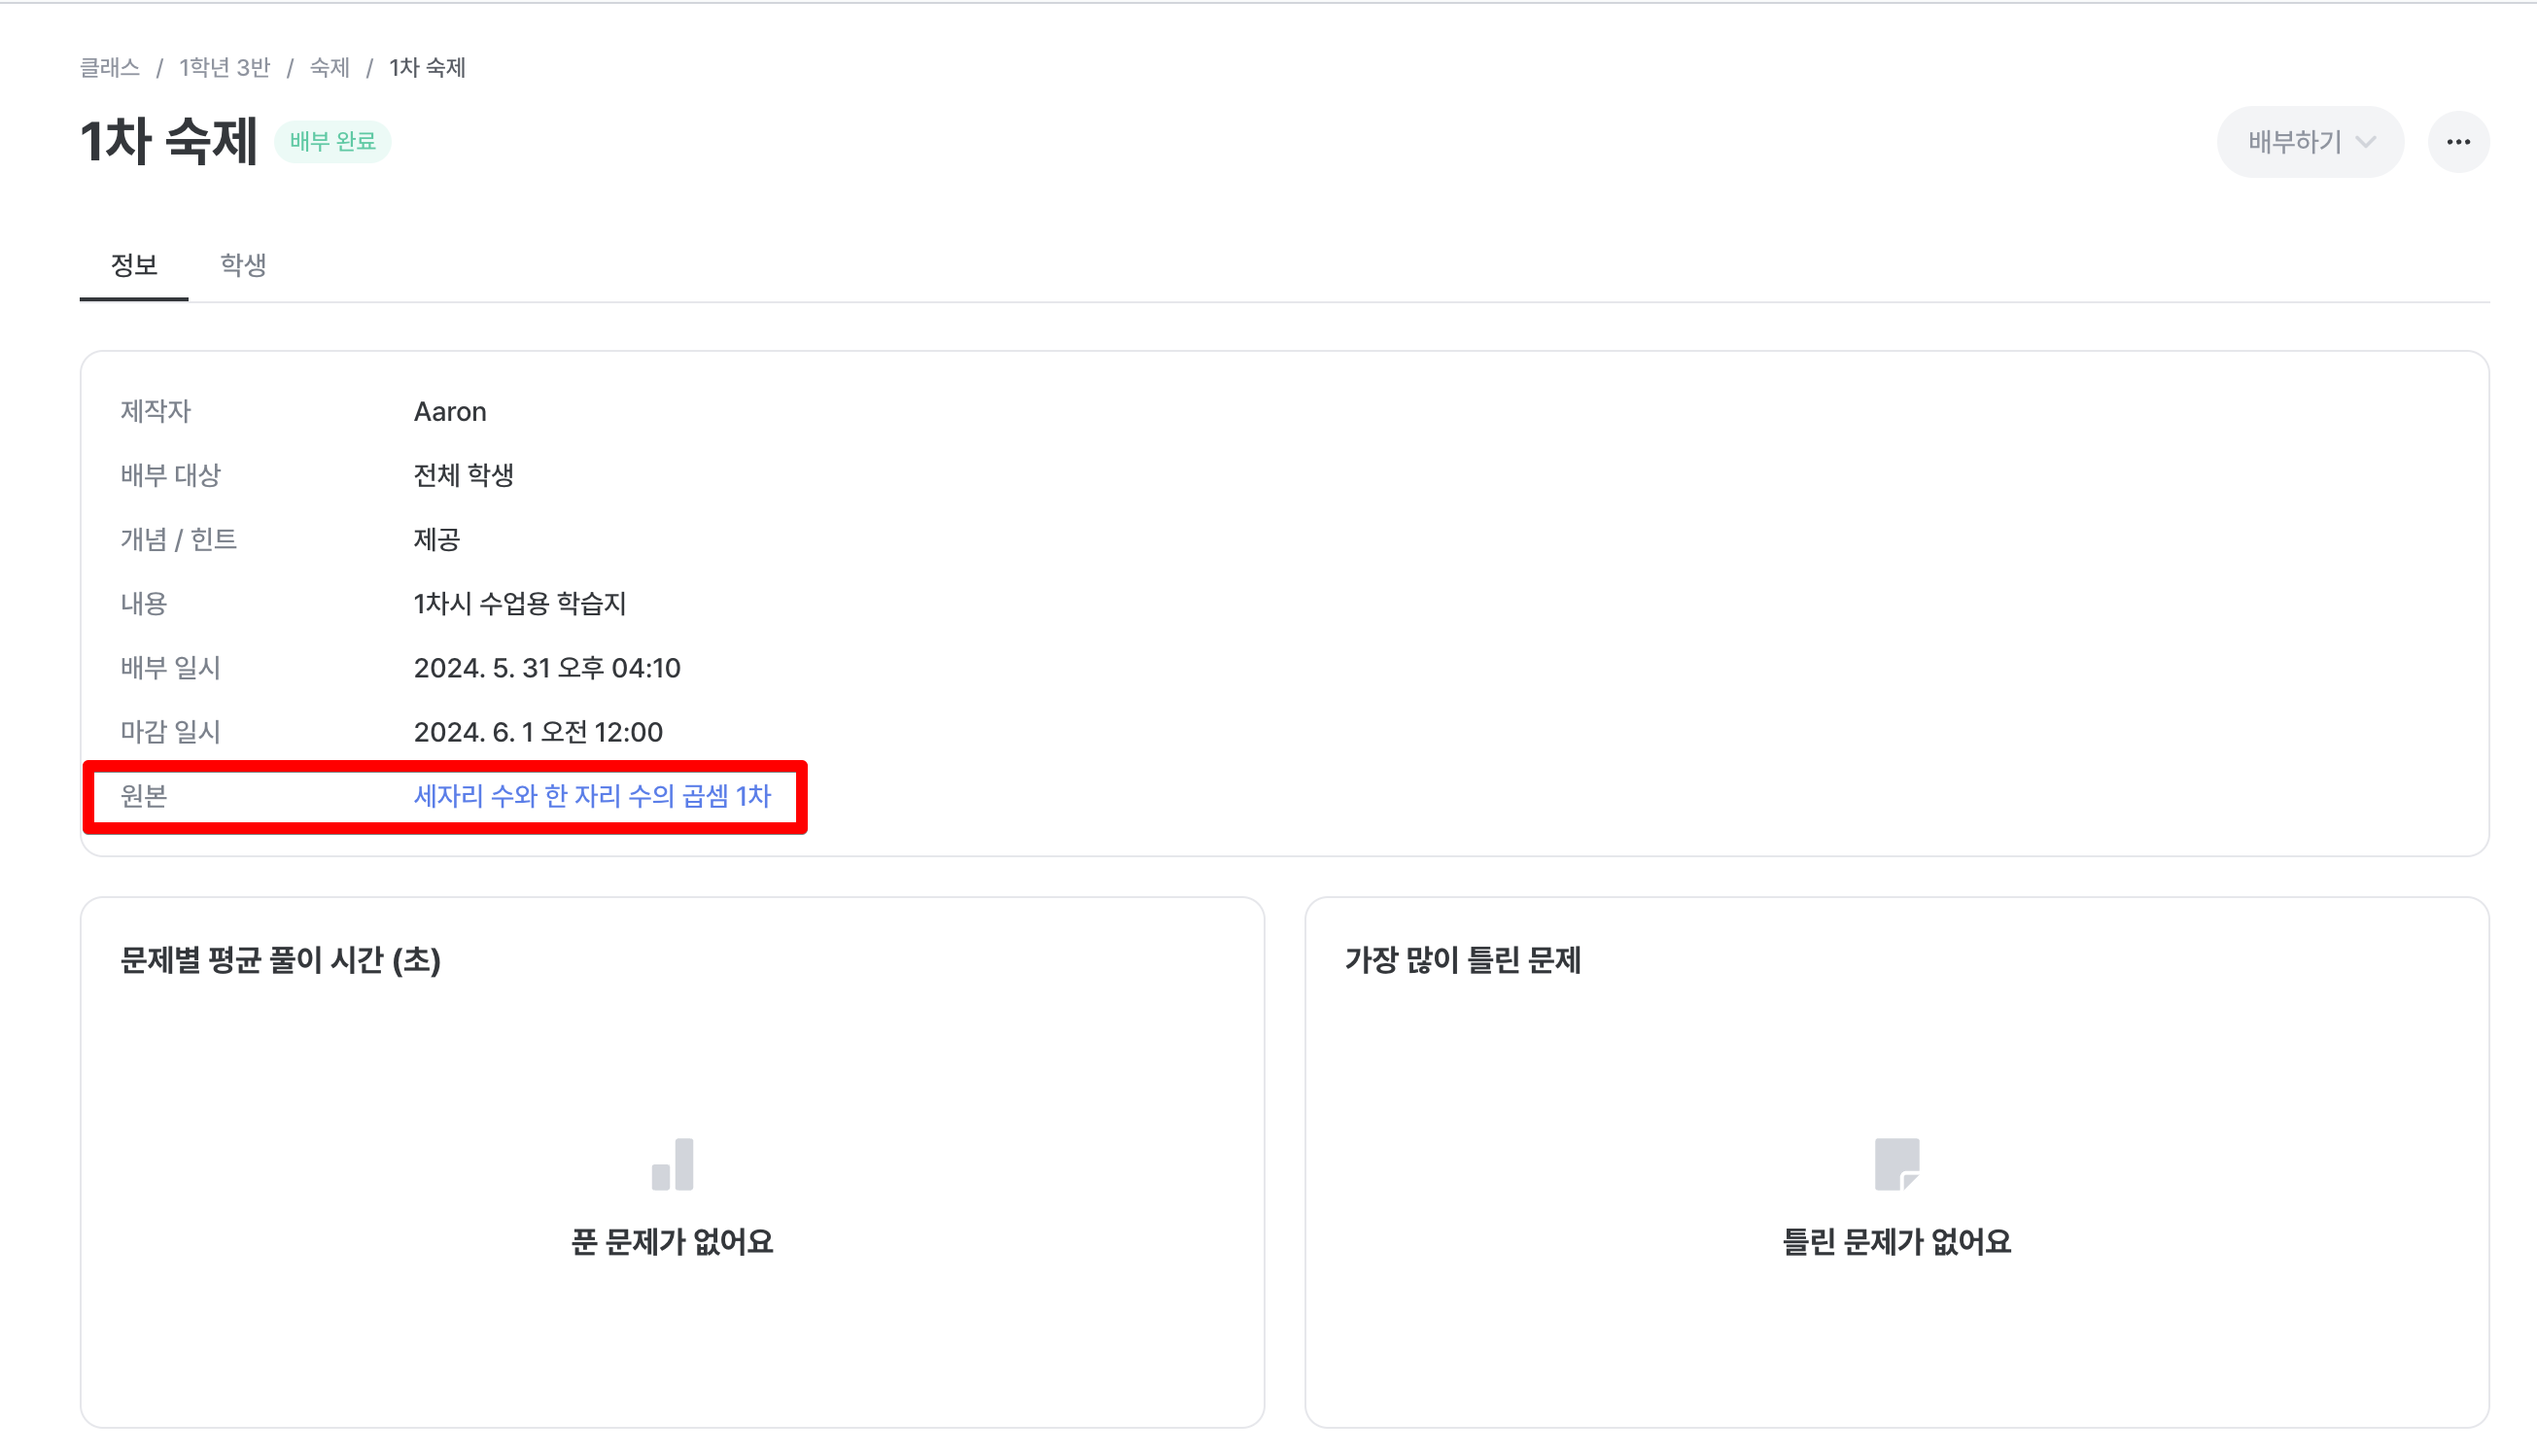 클래스 / 1학년 3반 / 숙제 / 1차 숙제
1차 숙제 배부 완료
배부하기
정보 학생
제작자 Aaron
배부 대상 전체 학생
개념 / 힌트 제공
내용 1차시 수업용 학습지
배부 일시 2024. 5. 31 오후 04:10
마감 일시 2024. 6. 1 오전 12:00
원본 세자리 수와 한 자리 수의 곱셈 1차
문제별 평균 풀이 시간 (초)
푼 문제가 없어요
가장 많이 틀린 문제
틀린 문제가 없어요